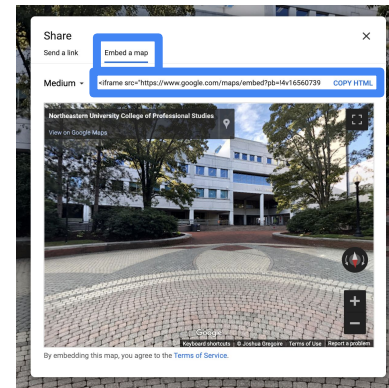 Share
Send a link Embed a map
Medium <iframe src="https://www.google.com/maps/embed?pb=!4v16560739 COPY HTML
Northeastern University College of Professional Studies
View on Google Maps
Google
Keyboard shortcuts © Joshua Gregoire Terms of Use Report a problem
By embedding this map, you agree to the Terms of Service.